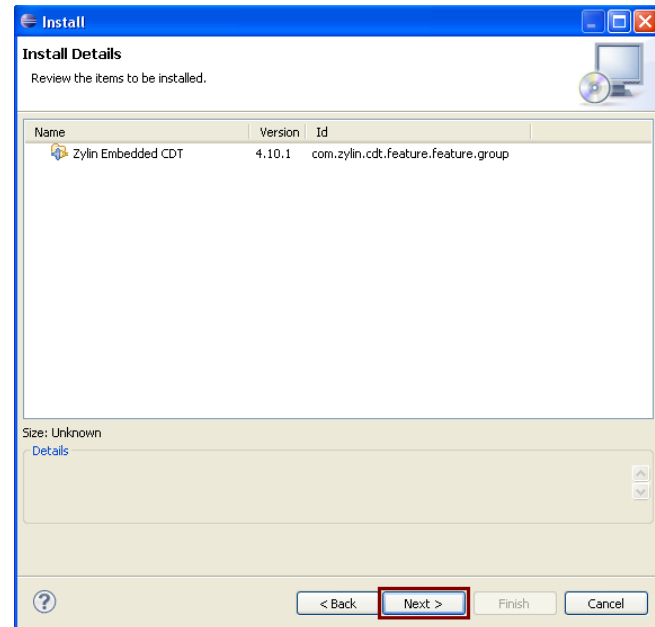 Install
Install Details
Review the items to be installed.
Name Version Id
Zylin Embedded CDT 4.10.1 com.zylin.cdt.feature.feature.group
Size: Unknown
Details
? < Back Next > Finish Cancel